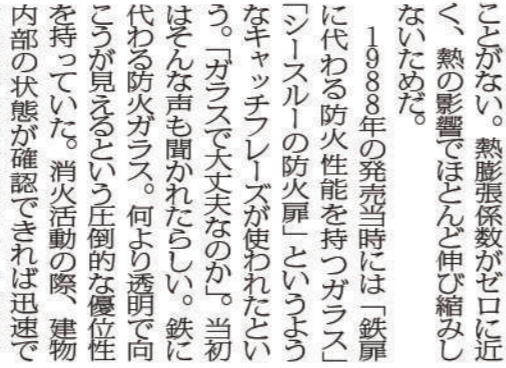 ことがない。熱膨張係数がゼロに近
く、熱の影響でほとんど伸び縮みし
ないためだ。
1988年の発売当時には「鉄扉
に代わる防火性能を持つガラス」
「シースルーの防火扉」というよう
なキャッチフレーズが使われたとい
う。「ガラスで大丈夫なのか」。当初
はそんな声も聞かれたらしい。鉄に
代わる防火ガラス。何より透明で向
こうが見えるという圧倒的な優位性
を持っていた。消火活動の際、建物
内部の状態が確認できれば迅速で